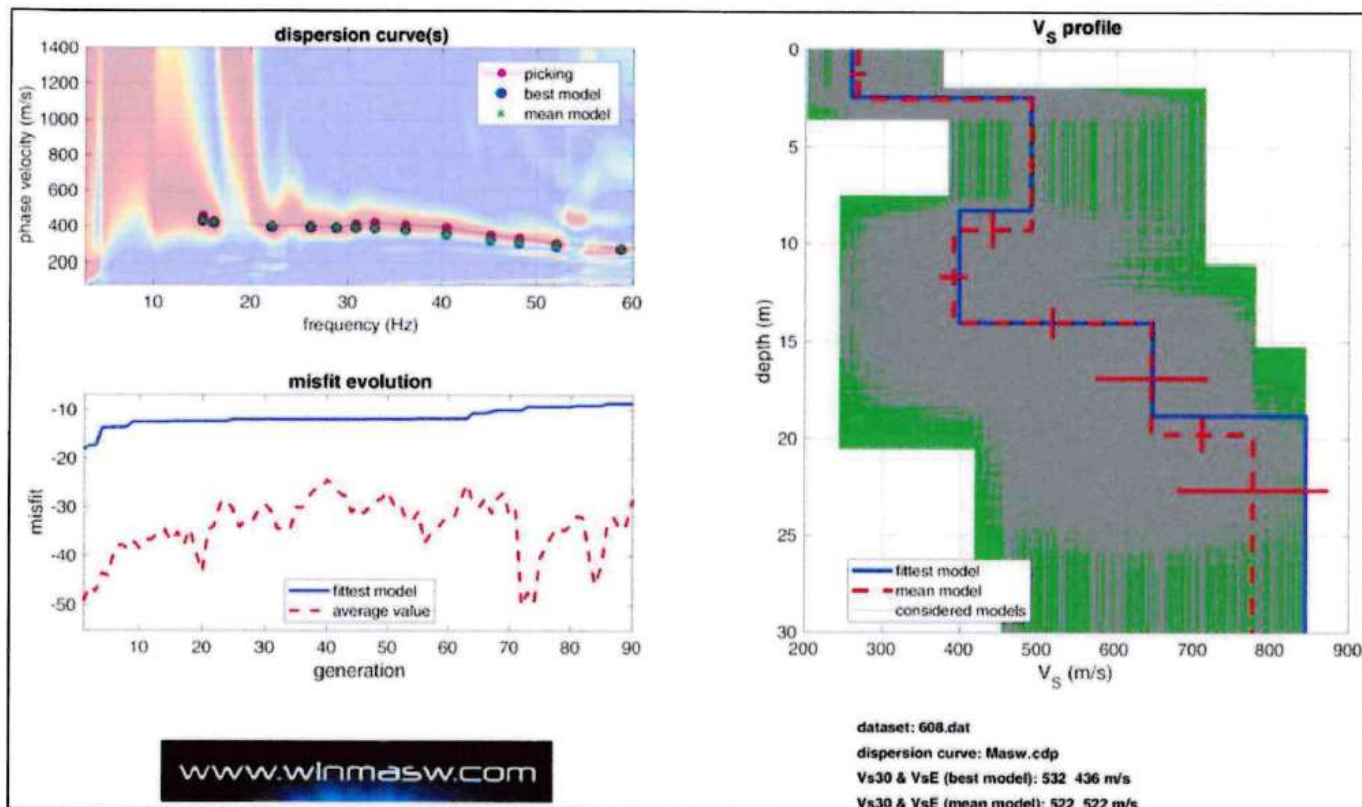 dispersion curve(s)
1400
1200
1000
800
600
400
200
phase velocity (m/s)
picking
best model
mean model
10 20 30 40 50 60
frequency (Hz)
misfit evolution
-10
-20
-30
-40
-50
misfit
fittest model
average value
10 20 30 40 50 60 70 80 90
generation
www.winmasw.com
VS profile
0
5
10
15
20
25
30
depth (m)
fittest model
mean model
considered models
200 300 400 500 600 700 800 900
VS (m/s)
dataset: 608.dat
dispersion curve: Masw.cdp
Vs30 & VsE (best model): 532 436 m/s
Vs30 & VsE (mean model): 522 522 m/s